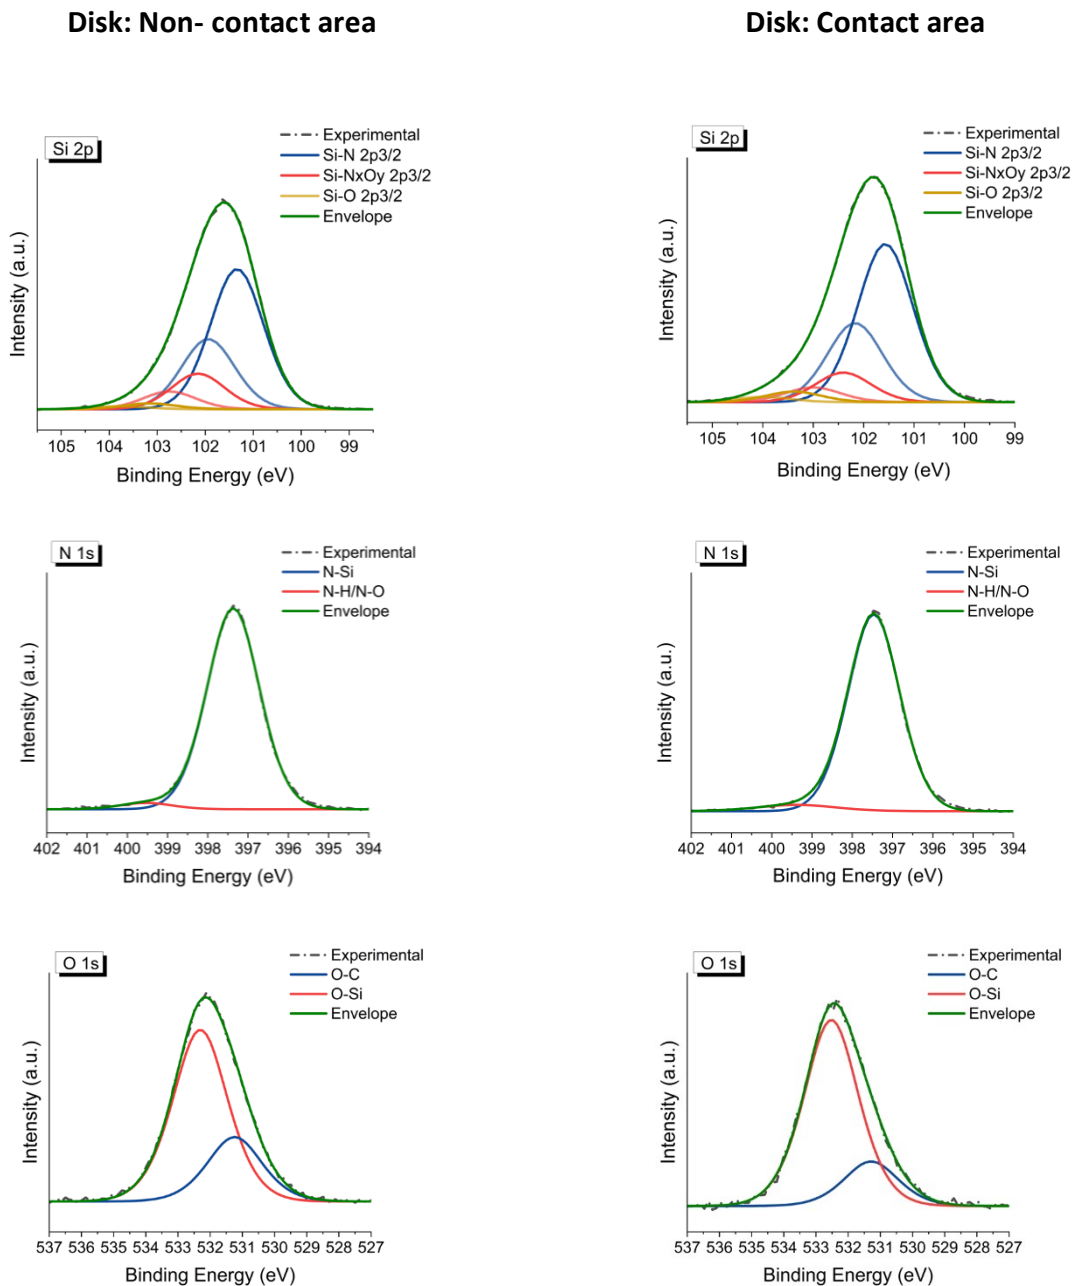 Disk: Non- contact area
Disk: Contact area
Si 2p
Experimental
Si-N 2p3/2
Si-NxOy 2p3/2
Si-O 2p3/2
Envelope
Intensity (a.u.)
105 104 103 102 101 100 99
Binding Energy (eV)
Si 2p
Experimental
Si-N 2p3/2
Si-NxOy 2p3/2
Si-O 2p3/2
Envelope
Intensity (a.u.)
105 104 103 102 101 100 99
Binding Energy (eV)
N 1s
Experimental
N-Si
N-H/N-O
Envelope
Intensity (a.u.)
402 401 400 399 398 397 396 395 394
Binding Energy (eV)
N 1s
Experimental
N-Si
N-H/N-O
Envelope
Intensity (a.u.)
402 401 400 399 398 397 396 395 394
Binding Energy (eV)
O 1s
Experimental
O-C
O-Si
Envelope
Intensity (a.u.)
537 536 535 534 533 532 531 530 529 528 527
Binding Energy (eV)
O 1s
Experimental
O-C
O-Si
Envelope
Intensity (a.u.)
537 536 535 534 533 532 531 530 529 528 527
Binding Energy (eV)